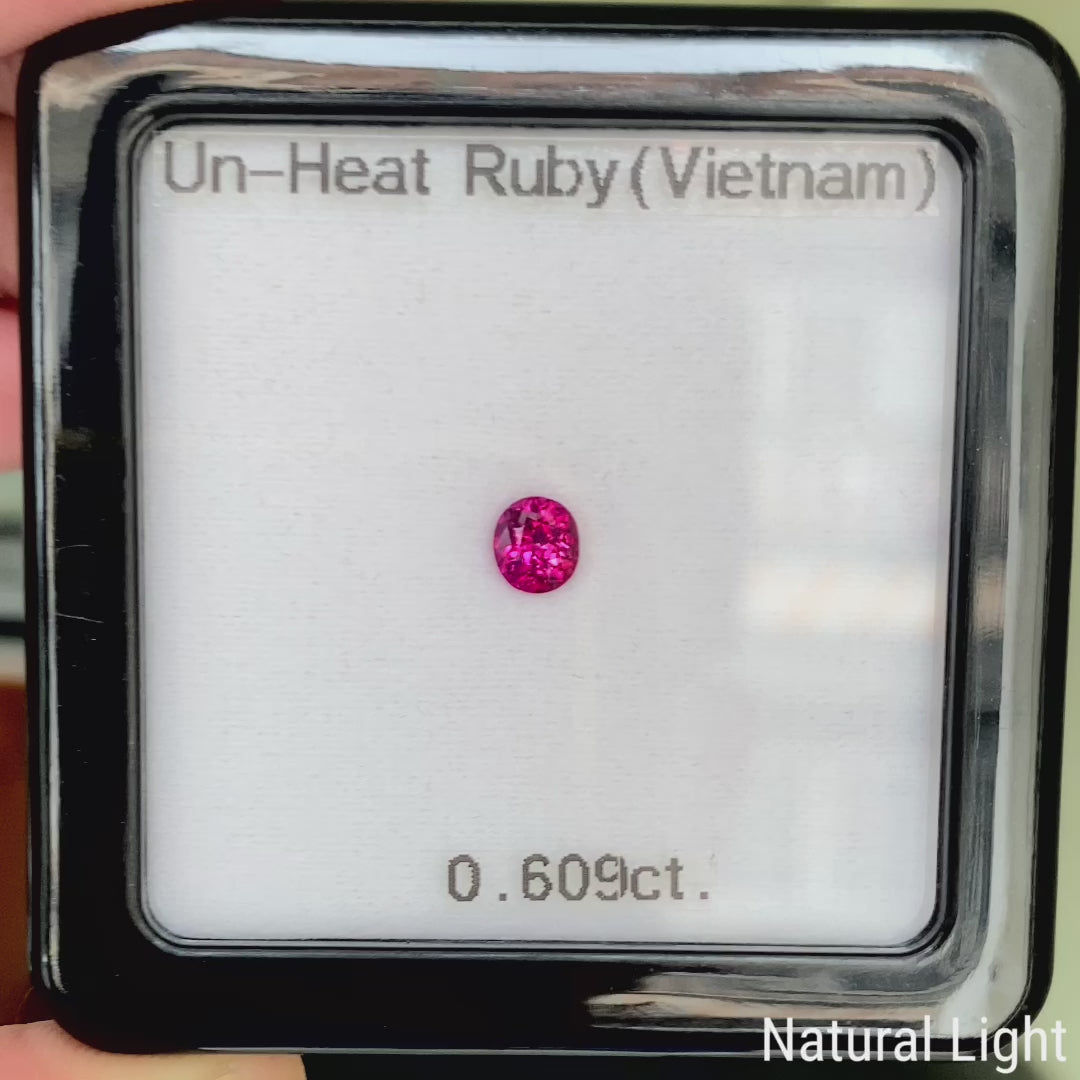 Un-Heat Ruby(Vietnam)
0.609ct.
Natural Light